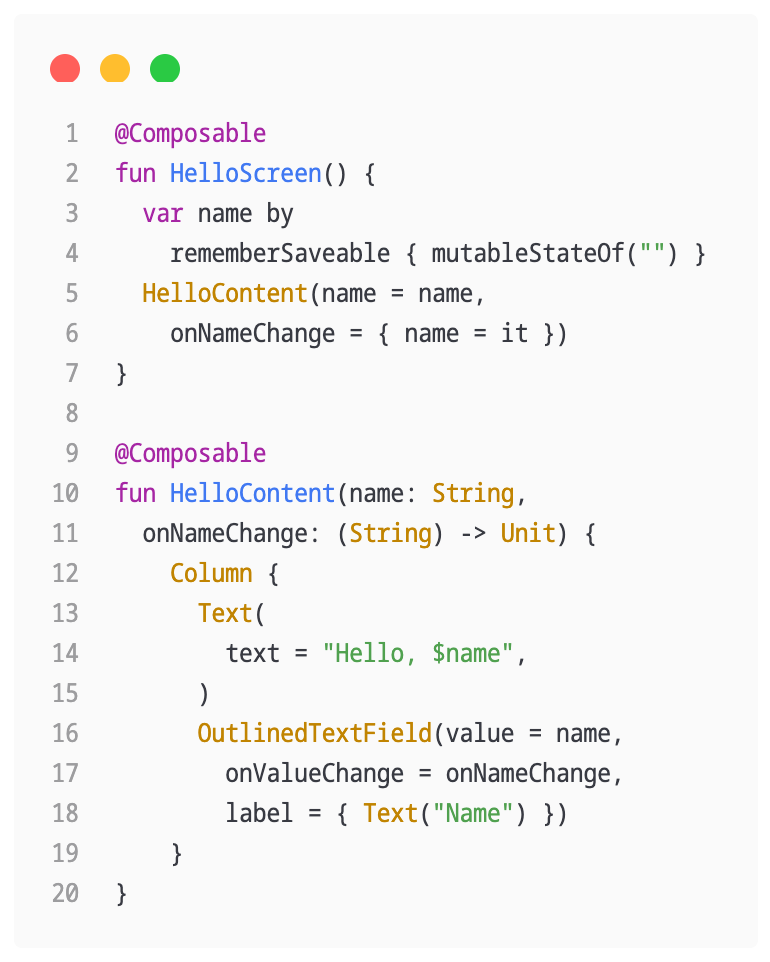 1 @Composable
2 fun HelloScreen() {
3 var name by
4 rememberSaveable { mutableStateOf("") }
5 HelloContent(name = name,
6 onNameChange = { name = it })
7 }
8
9 @Composable
10 fun HelloContent(name: String,
11 onNameChange: (String) -> Unit) {
12 Column {
13 Text(
14 text = "Hello, $name",
15 )
16 OutlinedTextField(value = name,
17 onValueChange = onNameChange,
18 label = { Text("Name") })
19 }
20 }